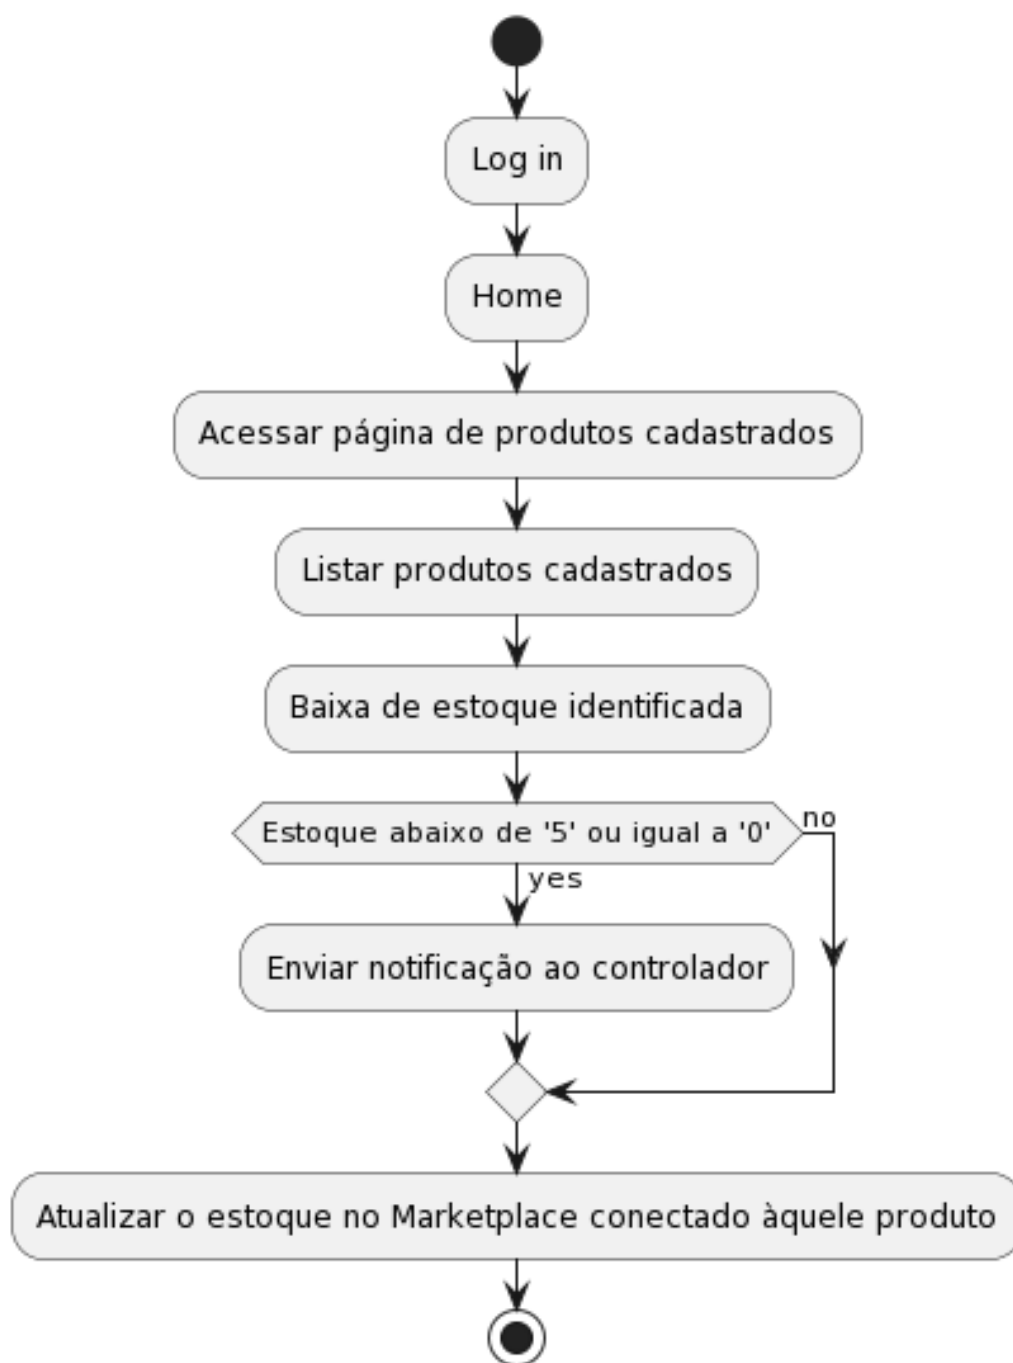 Log in
Home
Acessar página de produtos cadastrados
Listar produtos cadastrados
Baixa de estoque identificada
Estoque abaixo de '5' ou igual a '0'
no
yes
Enviar notificação ao controlador
Atualizar o estoque no Marketplace conectado àquele produto